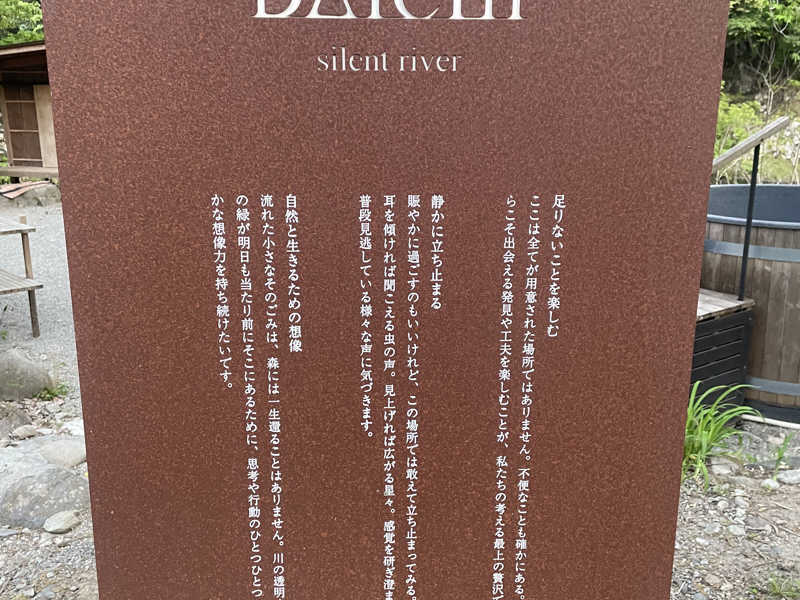 DAICHI
silent river
足りないことを楽しむ
ここは全てが用意された場所ではありません。不便なことも確かにある。
らこそ出会える発見や工夫を楽しむことが、私たちの考える最上の贅沢で
静かに立ち止まる
賑やかに過ごすのもいいけれど、この場所では敢えて立ち止まってみる。
耳を傾ければ聞こえる虫の声。見上げれば広がる星々。感覚を研ぎ澄ま
普段見逃している様々な声に気づきます。
自然と生きるための想像
流れた小さなそのごみは、森には一生還ることはありません。川の透明
の緑が明日も当たり前にそこにあるために、思考や行動のひとつひとつ
かな想像力を持ち続けたいです。